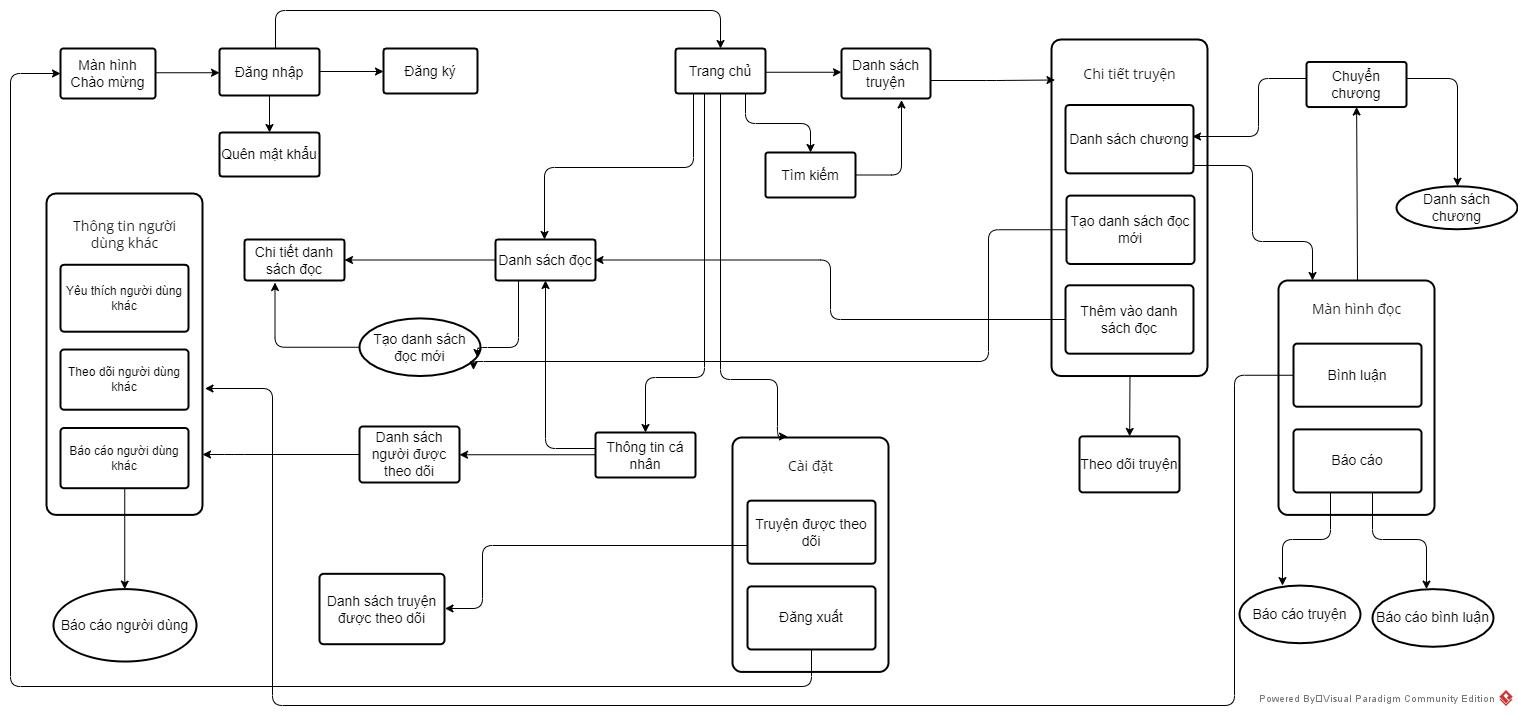 Màn hình
Chào mừng
Đăng nhập
Đăng ký
Quên mật khẩu
Trang chủ
Danh sách
truyện
Tìm kiếm
Chi tiết truyện
Danh sách chương
Tạo danh sách đọc
mới
Thêm vào danh
sách đọc
Chuyển
chương
Danh sách
chương
Thông tin người
dùng khác
Yêu thích người dùng
khác
Theo dõi người dùng
khác
Báo cáo người dùng
khác
Báo cáo người dùng
Chi tiết danh
sách đọc
Danh sách đọc
Tạo danh sách
đọc mới
Danh sách
người được
theo dõi
Thông tin cá
nhân
Cài đặt
Truyện được theo
dõi
Đăng xuất
Danh sách truyện
được theo dõi
Theo dõi truyện
Màn hình đọc
Bình luận
Báo cáo
Báo cáo truyện
Báo cáo bình luận
Powered By▯Visual Paradigm Community Edition